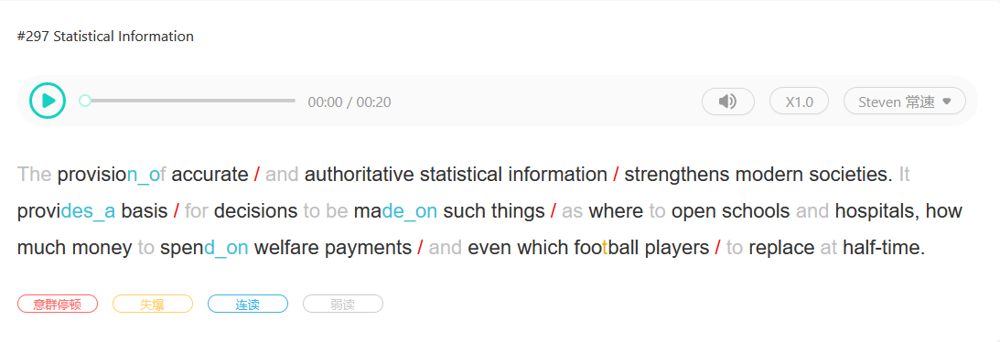 #297 Statistical Information
00:00 / 00:20
X1.0
Steven 常速
The provision_of accurate / and authoritative statistical information / strengthens modern societies. It
provides_a basis / for decisions to be made_on such things / as where to open schools and hospitals, how
much money to spend_on welfare payments / and even which football players / to replace at half-time.
意群停顿 失爆 连读 弱读